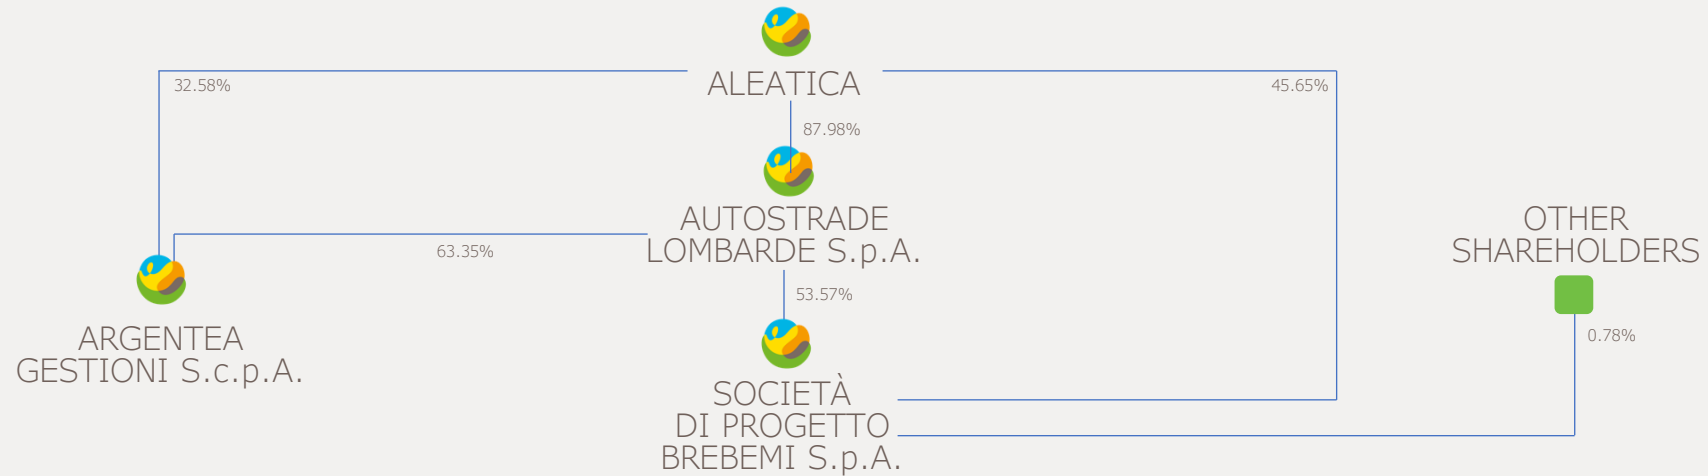 ALEATICA
32.58%
45.65%
87.98%
AUTOSTRADE
LOMBARDE S.p.A.
OTHER
SHAREHOLDERS
63.35%
53.57%
0.78%
ARGENTEA
GESTIONI S.c.p.A.
SOCIETÀ
DI PROGETTO
BREBEMI S.p.A.